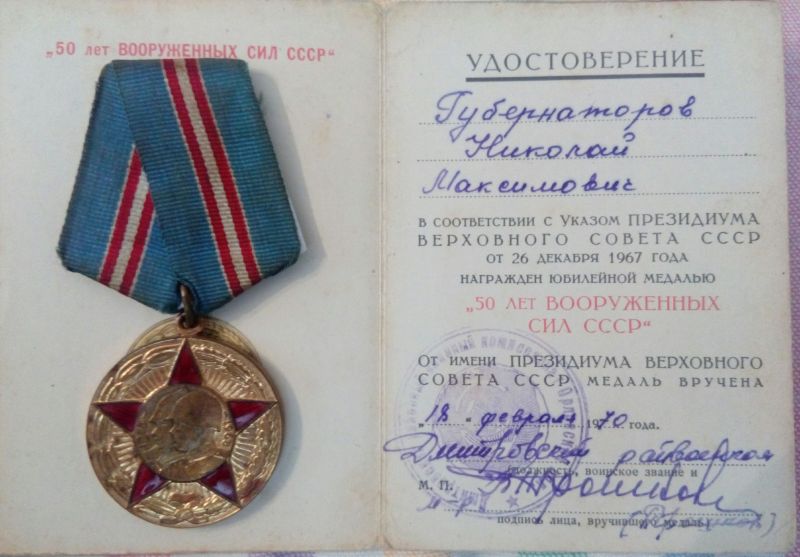 „50 лет ВООРУЖЕННЫХ СИЛ СССР“
УДОСТОВЕРЕНИЕ
Губернаторов
Николай
Максимович
В СООТВЕТСТВИИ С УКАЗОМ ПРЕЗИДИУМА
ВЕРХОВНОГО СОВЕТА СССР
ОТ 26 ДЕКАБРЯ 1967 ГОДА
НАГРАЖДЕН ЮБИЛЕЙНОЙ МЕДАЛЬЮ
„50 ЛЕТ ВООРУЖЕННЫХ
СИЛ СССР“
ОТ ИМЕНИ ПРЕЗИДИУМА ВЕРХОВНОГО
СОВЕТА СССР МЕДАЛЬ ВРУЧЕНА
„18“ февраля 1970 года.
Дмитровский райвоенком
(должность, воинское звание и
М. П.
подпись лица, вручившего медаль)